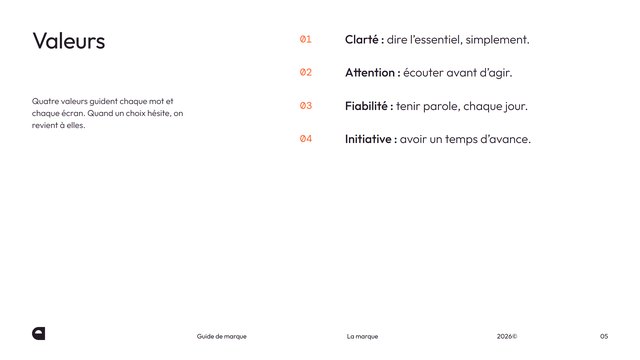 Valeurs
Quatre valeurs guident chaque mot et
chaque écran. Quand un choix hésite, on
revient à elles.
01 Clarté : dire l’essentiel, simplement.
02 Attention : écouter avant d’agir.
03 Fiabilité : tenir parole, chaque jour.
04 Initiative : avoir un temps d’avance.
Guide de marque La marque 2026© 05